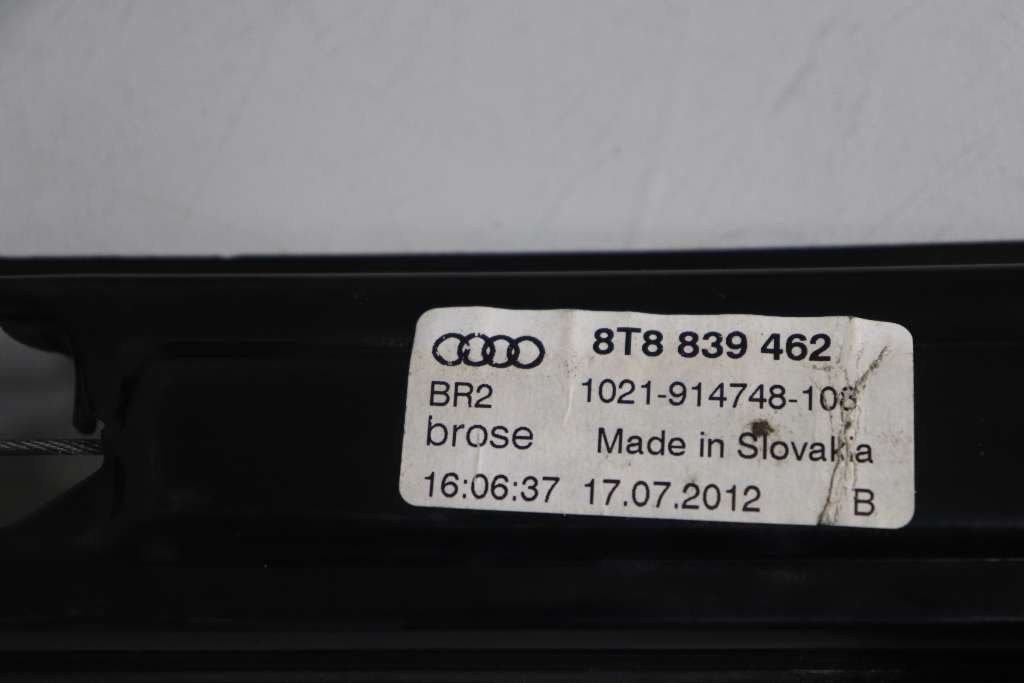 8T8 839 462
BR2 1021-914748-108
brose Made in Slovakia
16:06:37 17.07.2012 B